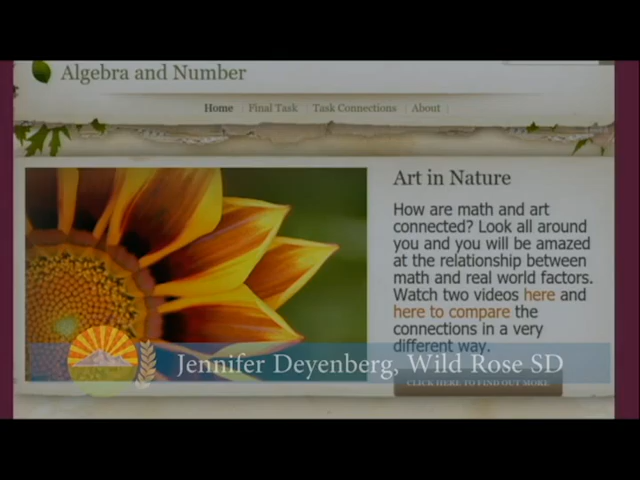 Algebra and Number
Home
Final Task
Task Connections
About
Art in Nature
How are math and art
connected? Look all around
you and you will be amazed
at the relationship between
math and real world factors.
Watch two videos here and
here to compare the
connections in a very
different way.
Jennifer Deyenberg, Wild Rose SD
CLICK HERE TO FIND OUT MORE